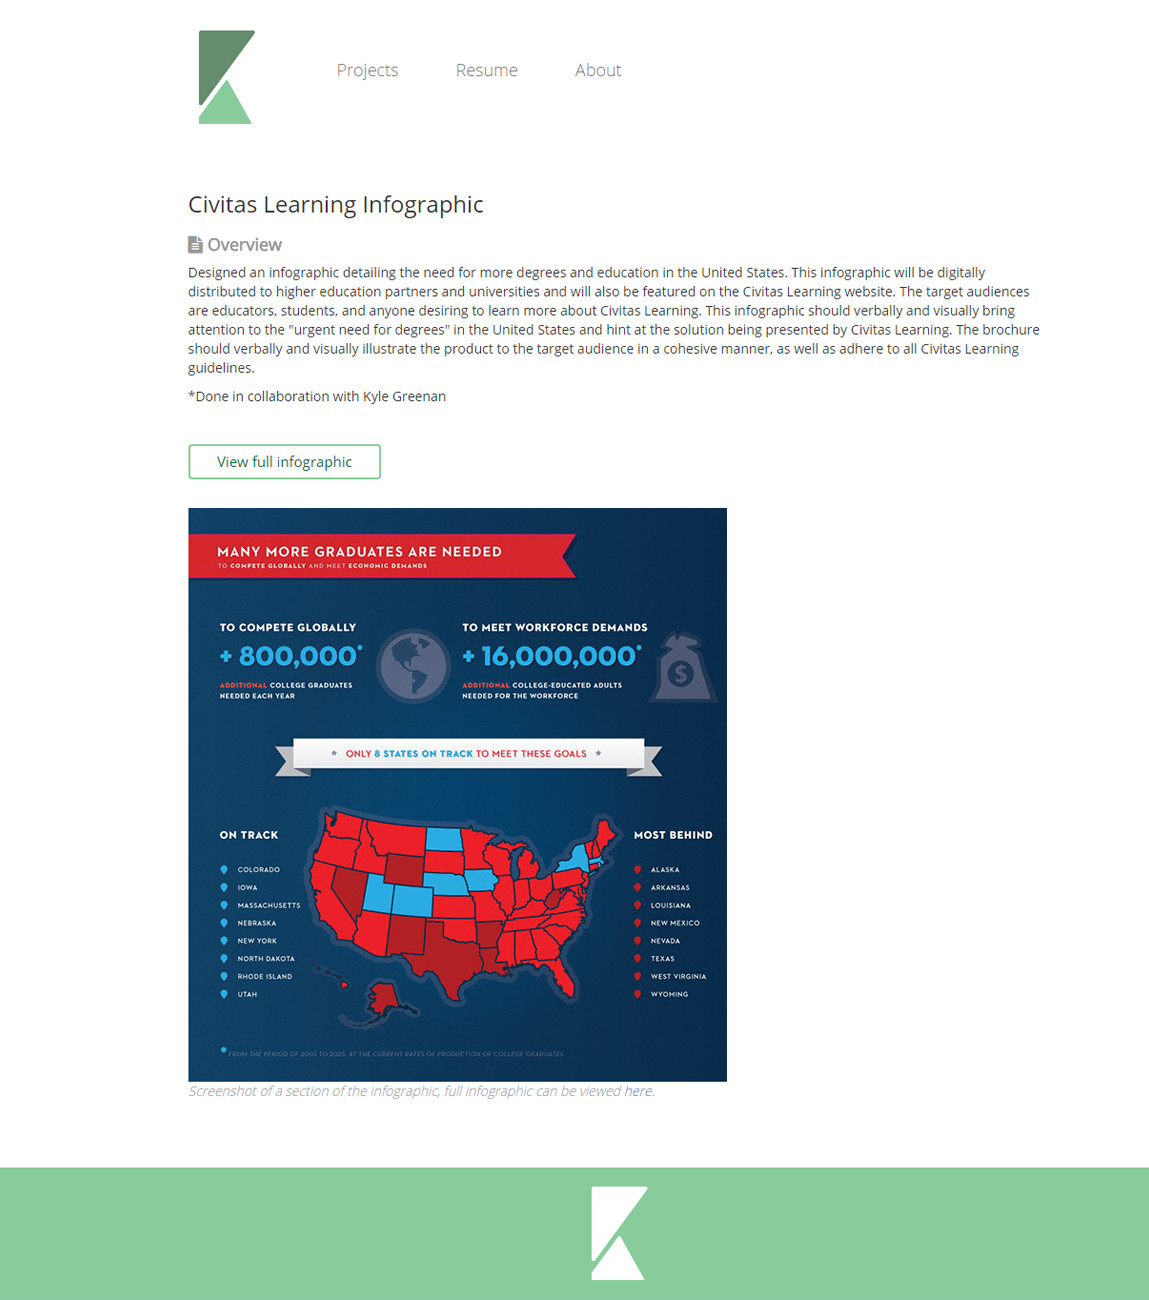 Projects Resume About
Civitas Learning Infographic
Overview
Designed an infographic detailing the need for more degrees and education in the United States. This infographic will be digitally
distributed to higher education partners and universities and will also be featured on the Civitas Learning website. The target audiences
are educators, students, and anyone desiring to learn more about Civitas Learning. This infographic should verbally and visually bring
attention to the "urgent need for degrees" in the United States and hint at the solution being presented by Civitas Learning. The brochure
should verbally and visually illustrate the product to the target audience in a cohesive manner, as well as adhere to all Civitas Learning
guidelines.
*Done in collaboration with Kyle Greenan
View full infographic
MANY MORE GRADUATES ARE NEEDED
TO COMPETE GLOBALLY AND MEET ECONOMIC DEMANDS
TO COMPETE GLOBALLY
+ 800,000*
ADDITIONAL COLLEGE GRADUATES
NEEDED EACH YEAR
TO MEET WORKFORCE DEMANDS
+ 16,000,000*
ADDITIONAL COLLEGE-EDUCATED ADULTS
NEEDED FOR THE WORKFORCE
$
* ONLY 8 STATES ON TRACK TO MEET THESE GOALS *
ON TRACK
COLORADO
IOWA
MASSACHUSETTS
NEBRASKA
NEW YORK
NORTH DAKOTA
RHODE ISLAND
UTAH
MOST BEHIND
ALASKA
ARKANSAS
LOUISIANA
NEW MEXICO
NEVADA
TEXAS
WEST VIRGINIA
WYOMING
FROM THE PERIOD OF 2005 TO 2025, AT THE CURRENT RATES OF PRODUCTION OF COLLEGE GRADUATES
Screenshot of a section of the infographic, full infographic can be viewed here.